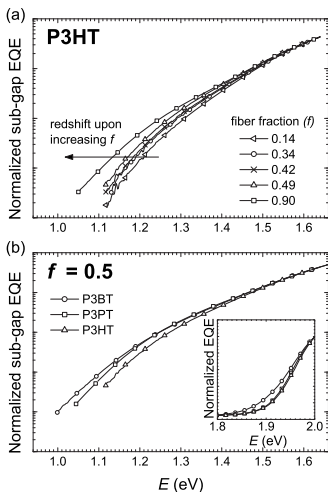 (a)
P3HT
redshift upon
increasing f
fiber fraction (f)
0.14
0.34
0.42
0.49
0.90
Normalized sub-gap EQE
1.0 1.1 1.2 1.3 1.4 1.5 1.6
(b)
f = 0.5
P3BT
P3PT
P3HT
Normalized sub-gap EQE
Normalized EQE
1.8 1.9 2.0
E (eV)
1.0 1.1 1.2 1.3 1.4 1.5 1.6
E (eV)